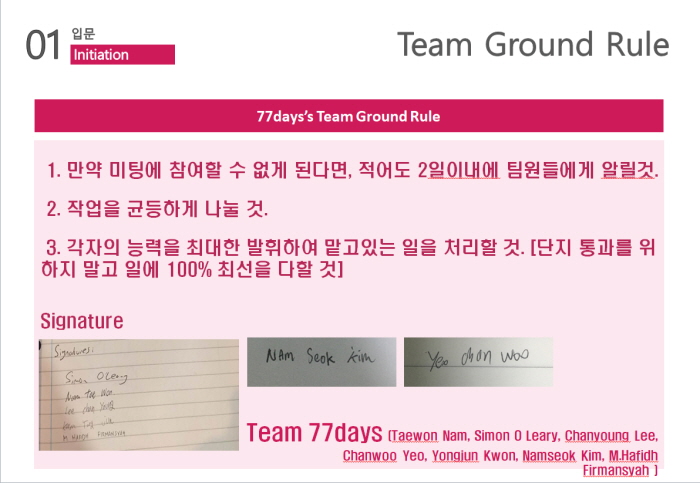 01
입문
Initiation
Team Ground Rule
77days's Team Ground Rule
1. 만약 미팅에 참여할 수 없게 된다면, 적어도 2일이내에 팀원들에게 알릴것.
2. 작업을 균등하게 나눌 것.
3. 각자의 능력을 최대한 발휘하여 맡고있는 일을 처리할 것. [단지 통과를 위
하지 말고 일에 100% 최선을 다할 것]
Signature
Signatures:
Simon O Leary
Nam Tae Won
M HAFIDH FIRMANSYAH
NAM Seok kim
Yeo chan woo
Team 77days [Taewon Nam, Simon O Leary, Chanyoung Lee,
Chanwoo Yeo, Yongjun Kwon, Namseok Kim, M.Hafidh
Firmansyah ]